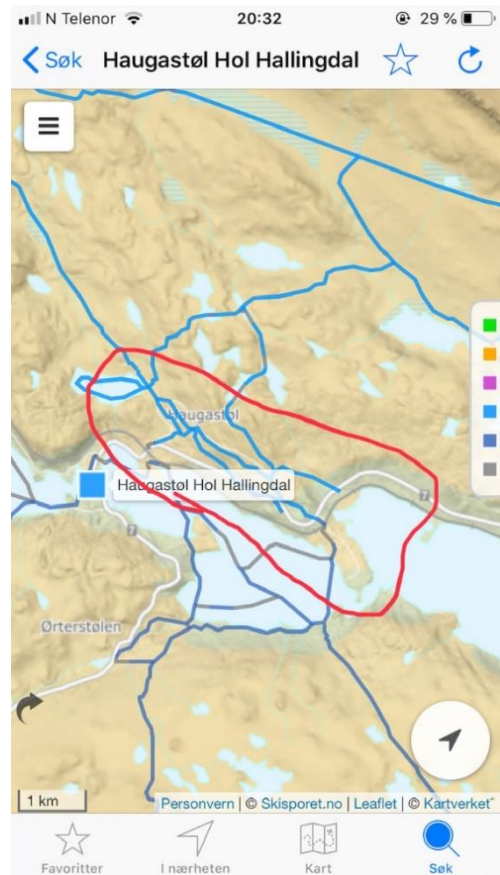 N Telenor 20:32 29 %
Søk Haugastøl Hol Hallingdal
Haugastøl
Haugastøl Hol Hallingdal
7
7
Ørterstølen
1 km
Personvern | © Skisporet.no | Leaflet | © Kartverket
Favoritter I nærheten Kart Søk